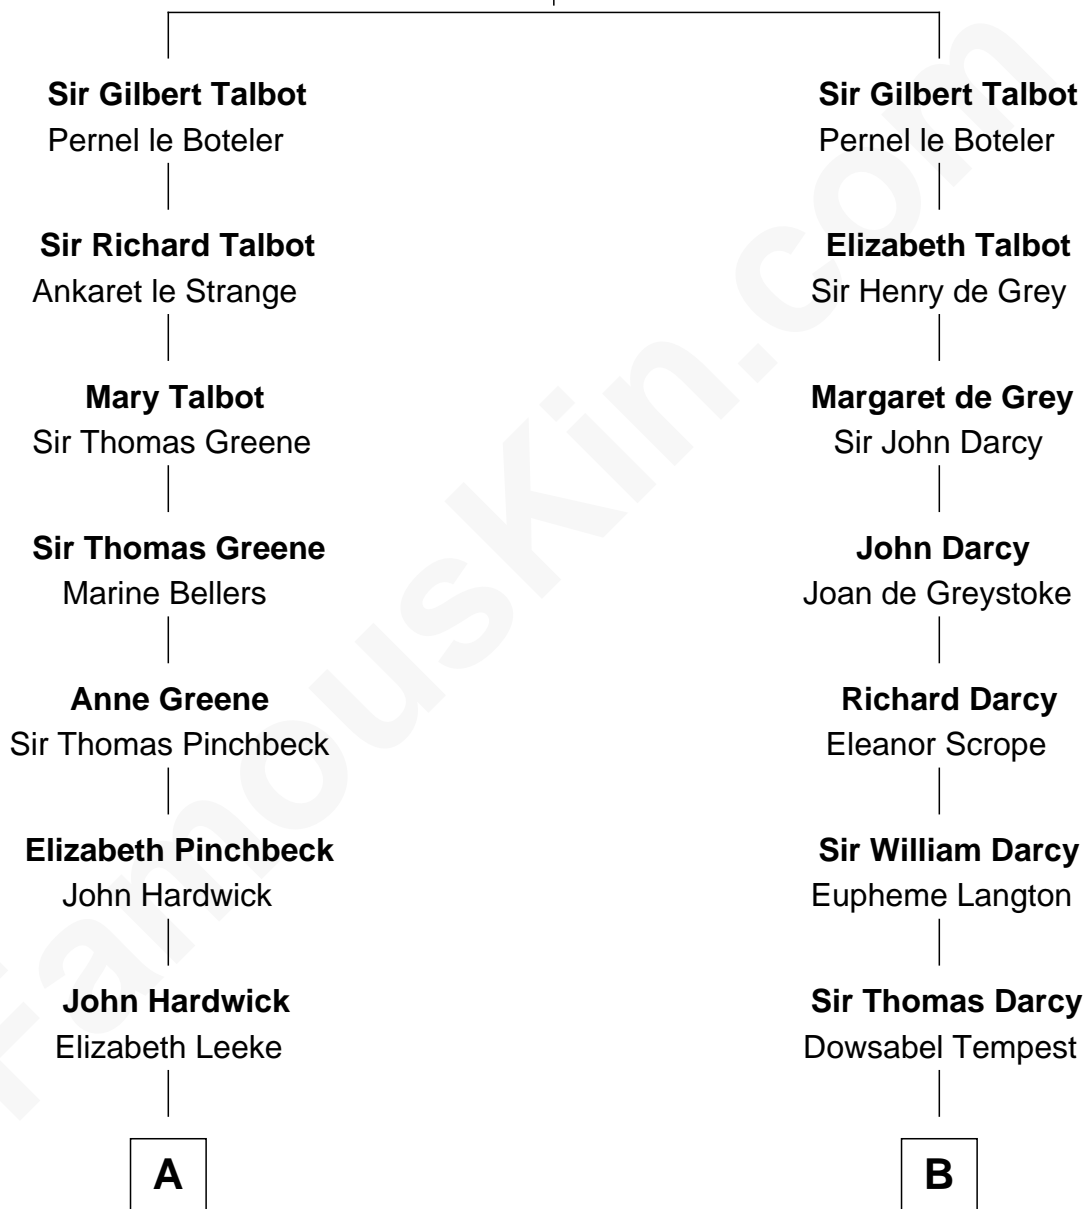 Sir Gilbert Talbot
Pernel le Boteler
Sir Richard Talbot
Ankaret le Strange
Mary Talbot
Sir Thomas Greene
Sir Thomas Greene
Marine Bellers
Anne Greene
Sir Thomas Pinchbeck
Elizabeth Pinchbeck
John Hardwick
John Hardwick
Elizabeth Leeke
A
Sir Gilbert Talbot
Pernel le Boteler
Elizabeth Talbot
Sir Henry de Grey
Margaret de Grey
Sir John Darcy
John Darcy
Joan de Greystoke
Richard Darcy
Eleanor Scrope
Sir William Darcy
Eupheme Langton
Sir Thomas Darcy
Dowsabel Tempest
B
FamousKin.com